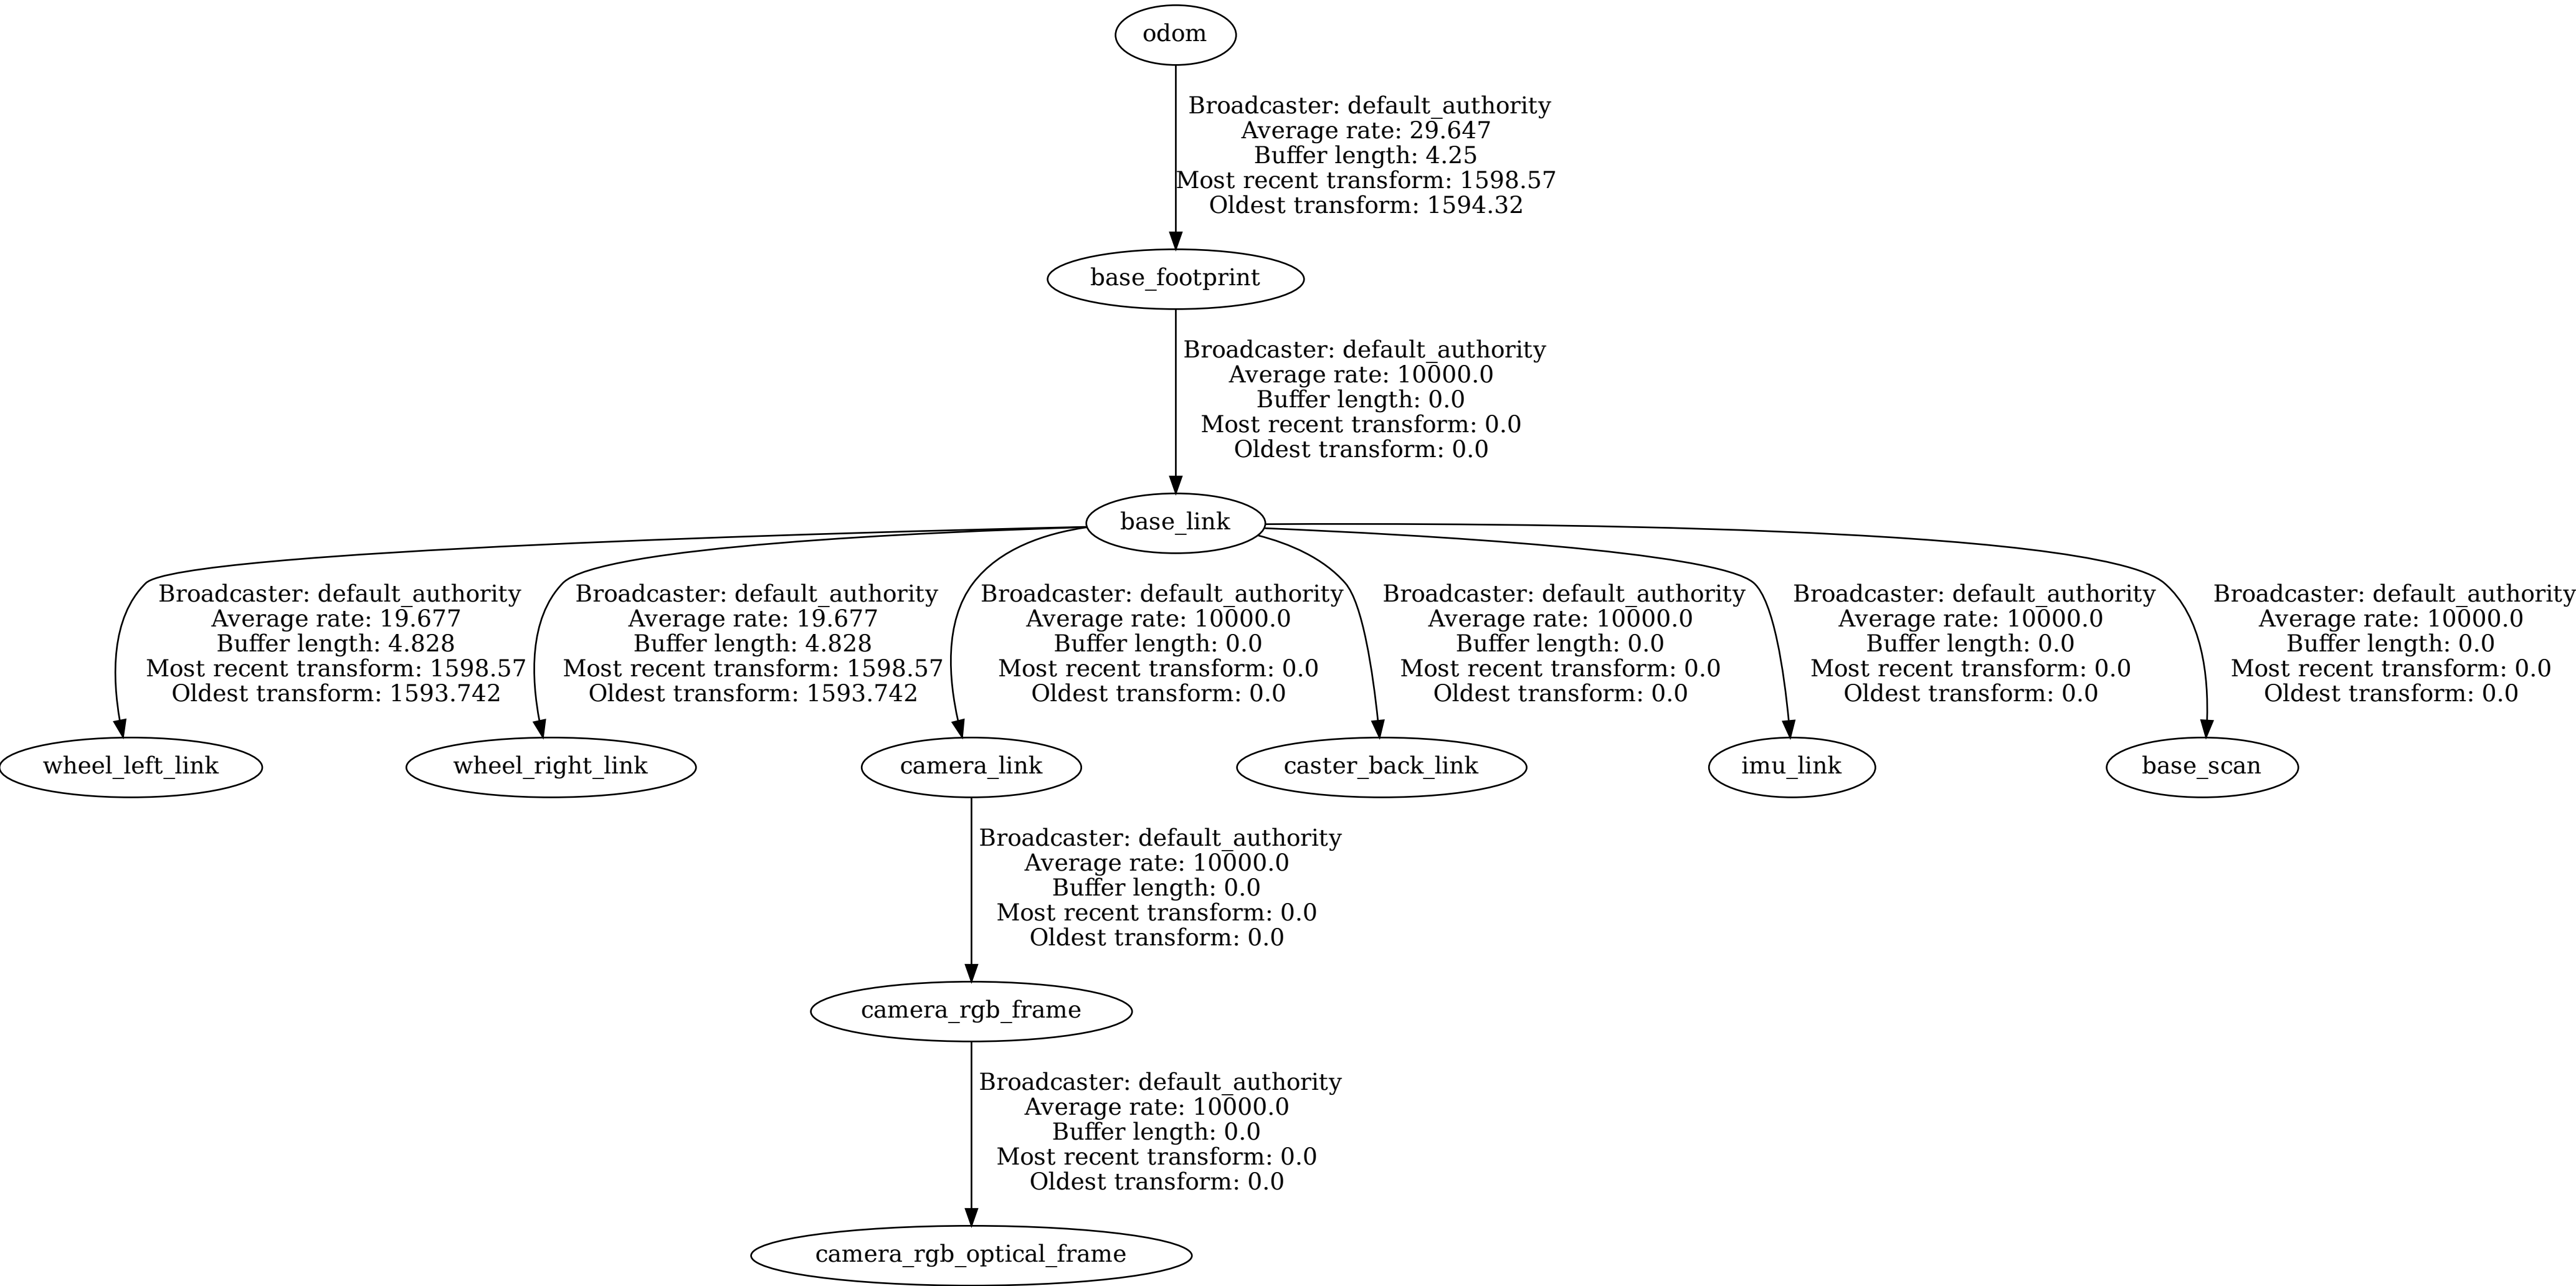 odom
Broadcaster: default_authority
Average rate: 29.647
Buffer length: 4.25
Most recent transform: 1598.57
Oldest transform: 1594.32
base_footprint
Broadcaster: default_authority
Average rate: 10000.0
Buffer length: 0.0
Most recent transform: 0.0
Oldest transform: 0.0
base_link
Broadcaster: default_authority
Average rate: 19.677
Buffer length: 4.828
Most recent transform: 1598.57
Oldest transform: 1593.742
Broadcaster: default_authority
Average rate: 19.677
Buffer length: 4.828
Most recent transform: 1598.57
Oldest transform: 1593.742
Broadcaster: default_authority
Average rate: 10000.0
Buffer length: 0.0
Most recent transform: 0.0
Oldest transform: 0.0
Broadcaster: default_authority
Average rate: 10000.0
Buffer length: 0.0
Most recent transform: 0.0
Oldest transform: 0.0
Broadcaster: default_authority
Average rate: 10000.0
Buffer length: 0.0
Most recent transform: 0.0
Oldest transform: 0.0
Broadcaster: default_authority
Average rate: 10000.0
Buffer length: 0.0
Most recent transform: 0.0
Oldest transform: 0.0
wheel_left_link
wheel_right_link
camera_link
caster_back_link
imu_link
base_scan
Broadcaster: default_authority
Average rate: 10000.0
Buffer length: 0.0
Most recent transform: 0.0
Oldest transform: 0.0
camera_rgb_frame
Broadcaster: default_authority
Average rate: 10000.0
Buffer length: 0.0
Most recent transform: 0.0
Oldest transform: 0.0
camera_rgb_optical_frame